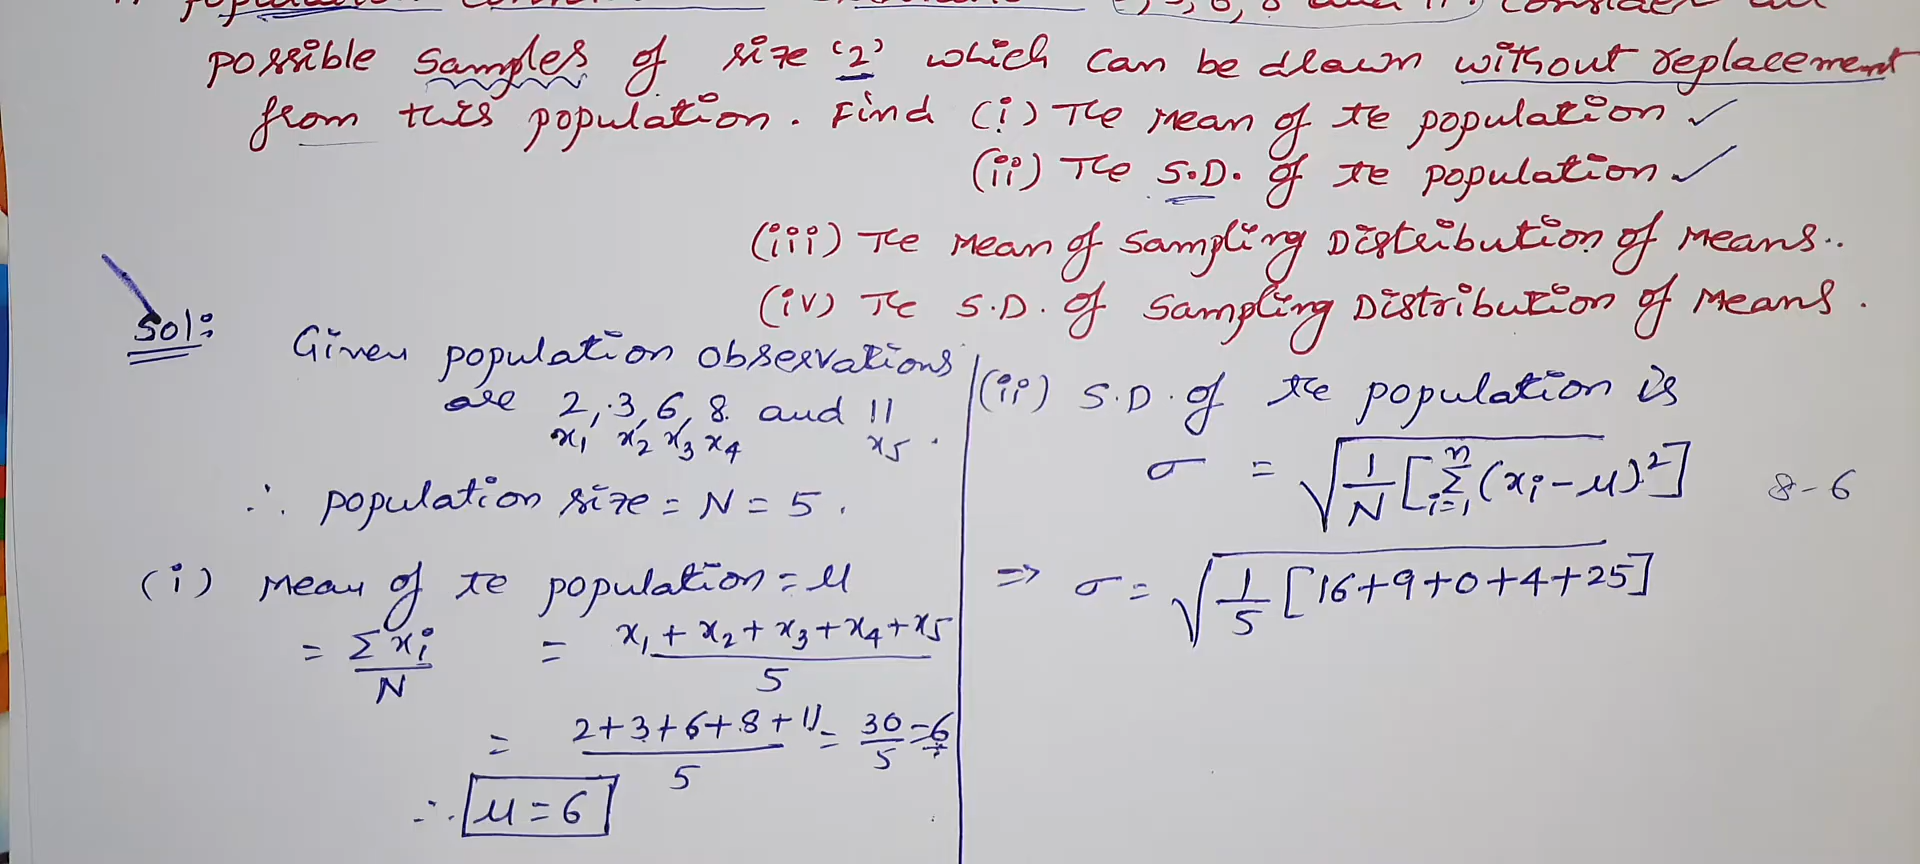 possible samples of size '2' which can be drawn without replacement
from this population. Find (i) The Mean of the population ✓
(ii) The S.D. of the population ✓
(iii) The Mean of Sampling Distribution of Means..
(iv) The S.D. of Sampling Distribution of Means.
Sol:
Given population observations
are 2, 3, 6, 8 and 11
x₁ x₂ x₃ x₄ x₅.
∴ population size = N = 5.
(i) Mean of the population = μ
= Σxᵢ/N = (x₁ + x₂ + x₃ + x₄ + x₅)/5
= (2+3+6+8+11)/5 = 30/5 = 6
∴ μ = 6
(ii) S.D. of the population is
σ = √(1/N [Σⁿᵢ₌₁ (xᵢ - μ)²])
8-6
⇒ σ = √(1/5 [16+9+0+4+25])